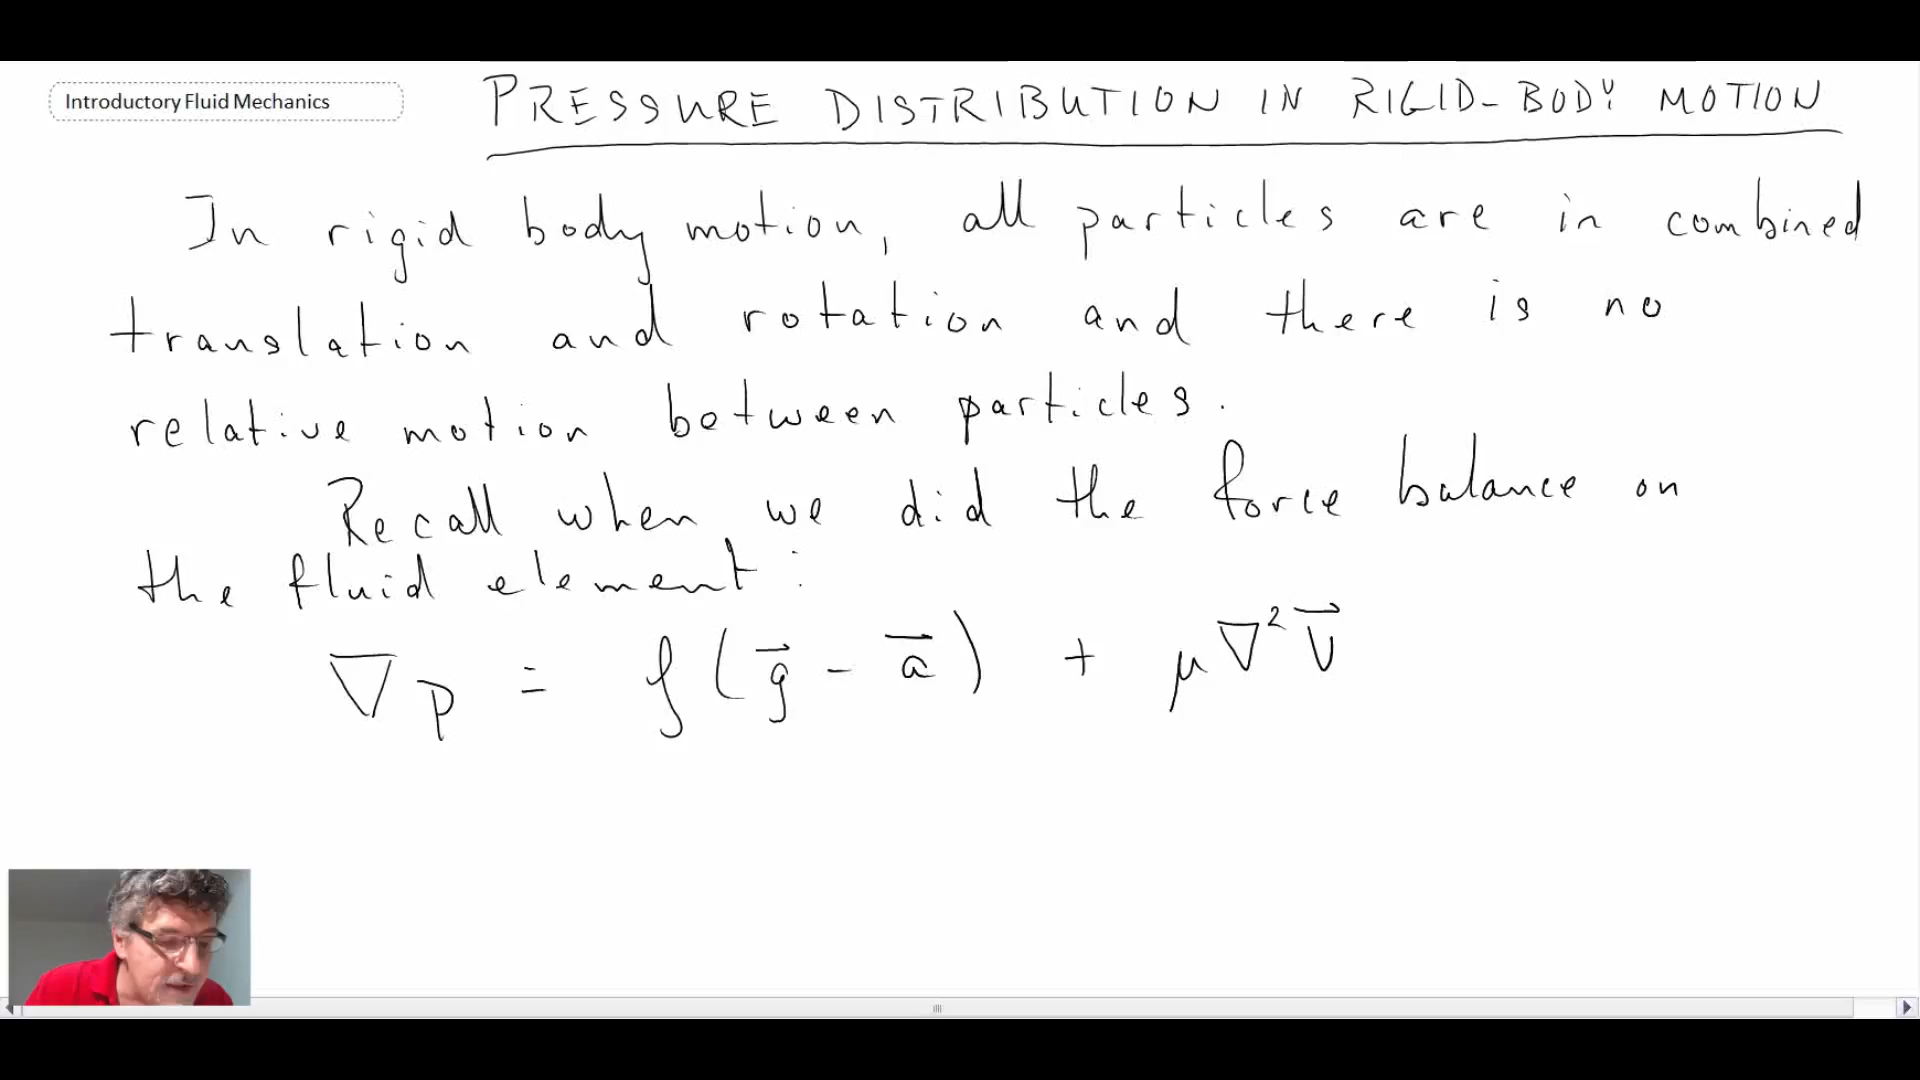 Introductory Fluid Mechanics
PRESSURE DISTRIBUTION IN RIGID-BODY MOTION
In rigid body motion, all particles are in combined
translation and rotation and there is no
relative motion between particles.
Recall when we did the force balance on
the fluid element:
∇p = ρ(g⃗ - a⃗) + μ∇²V⃗